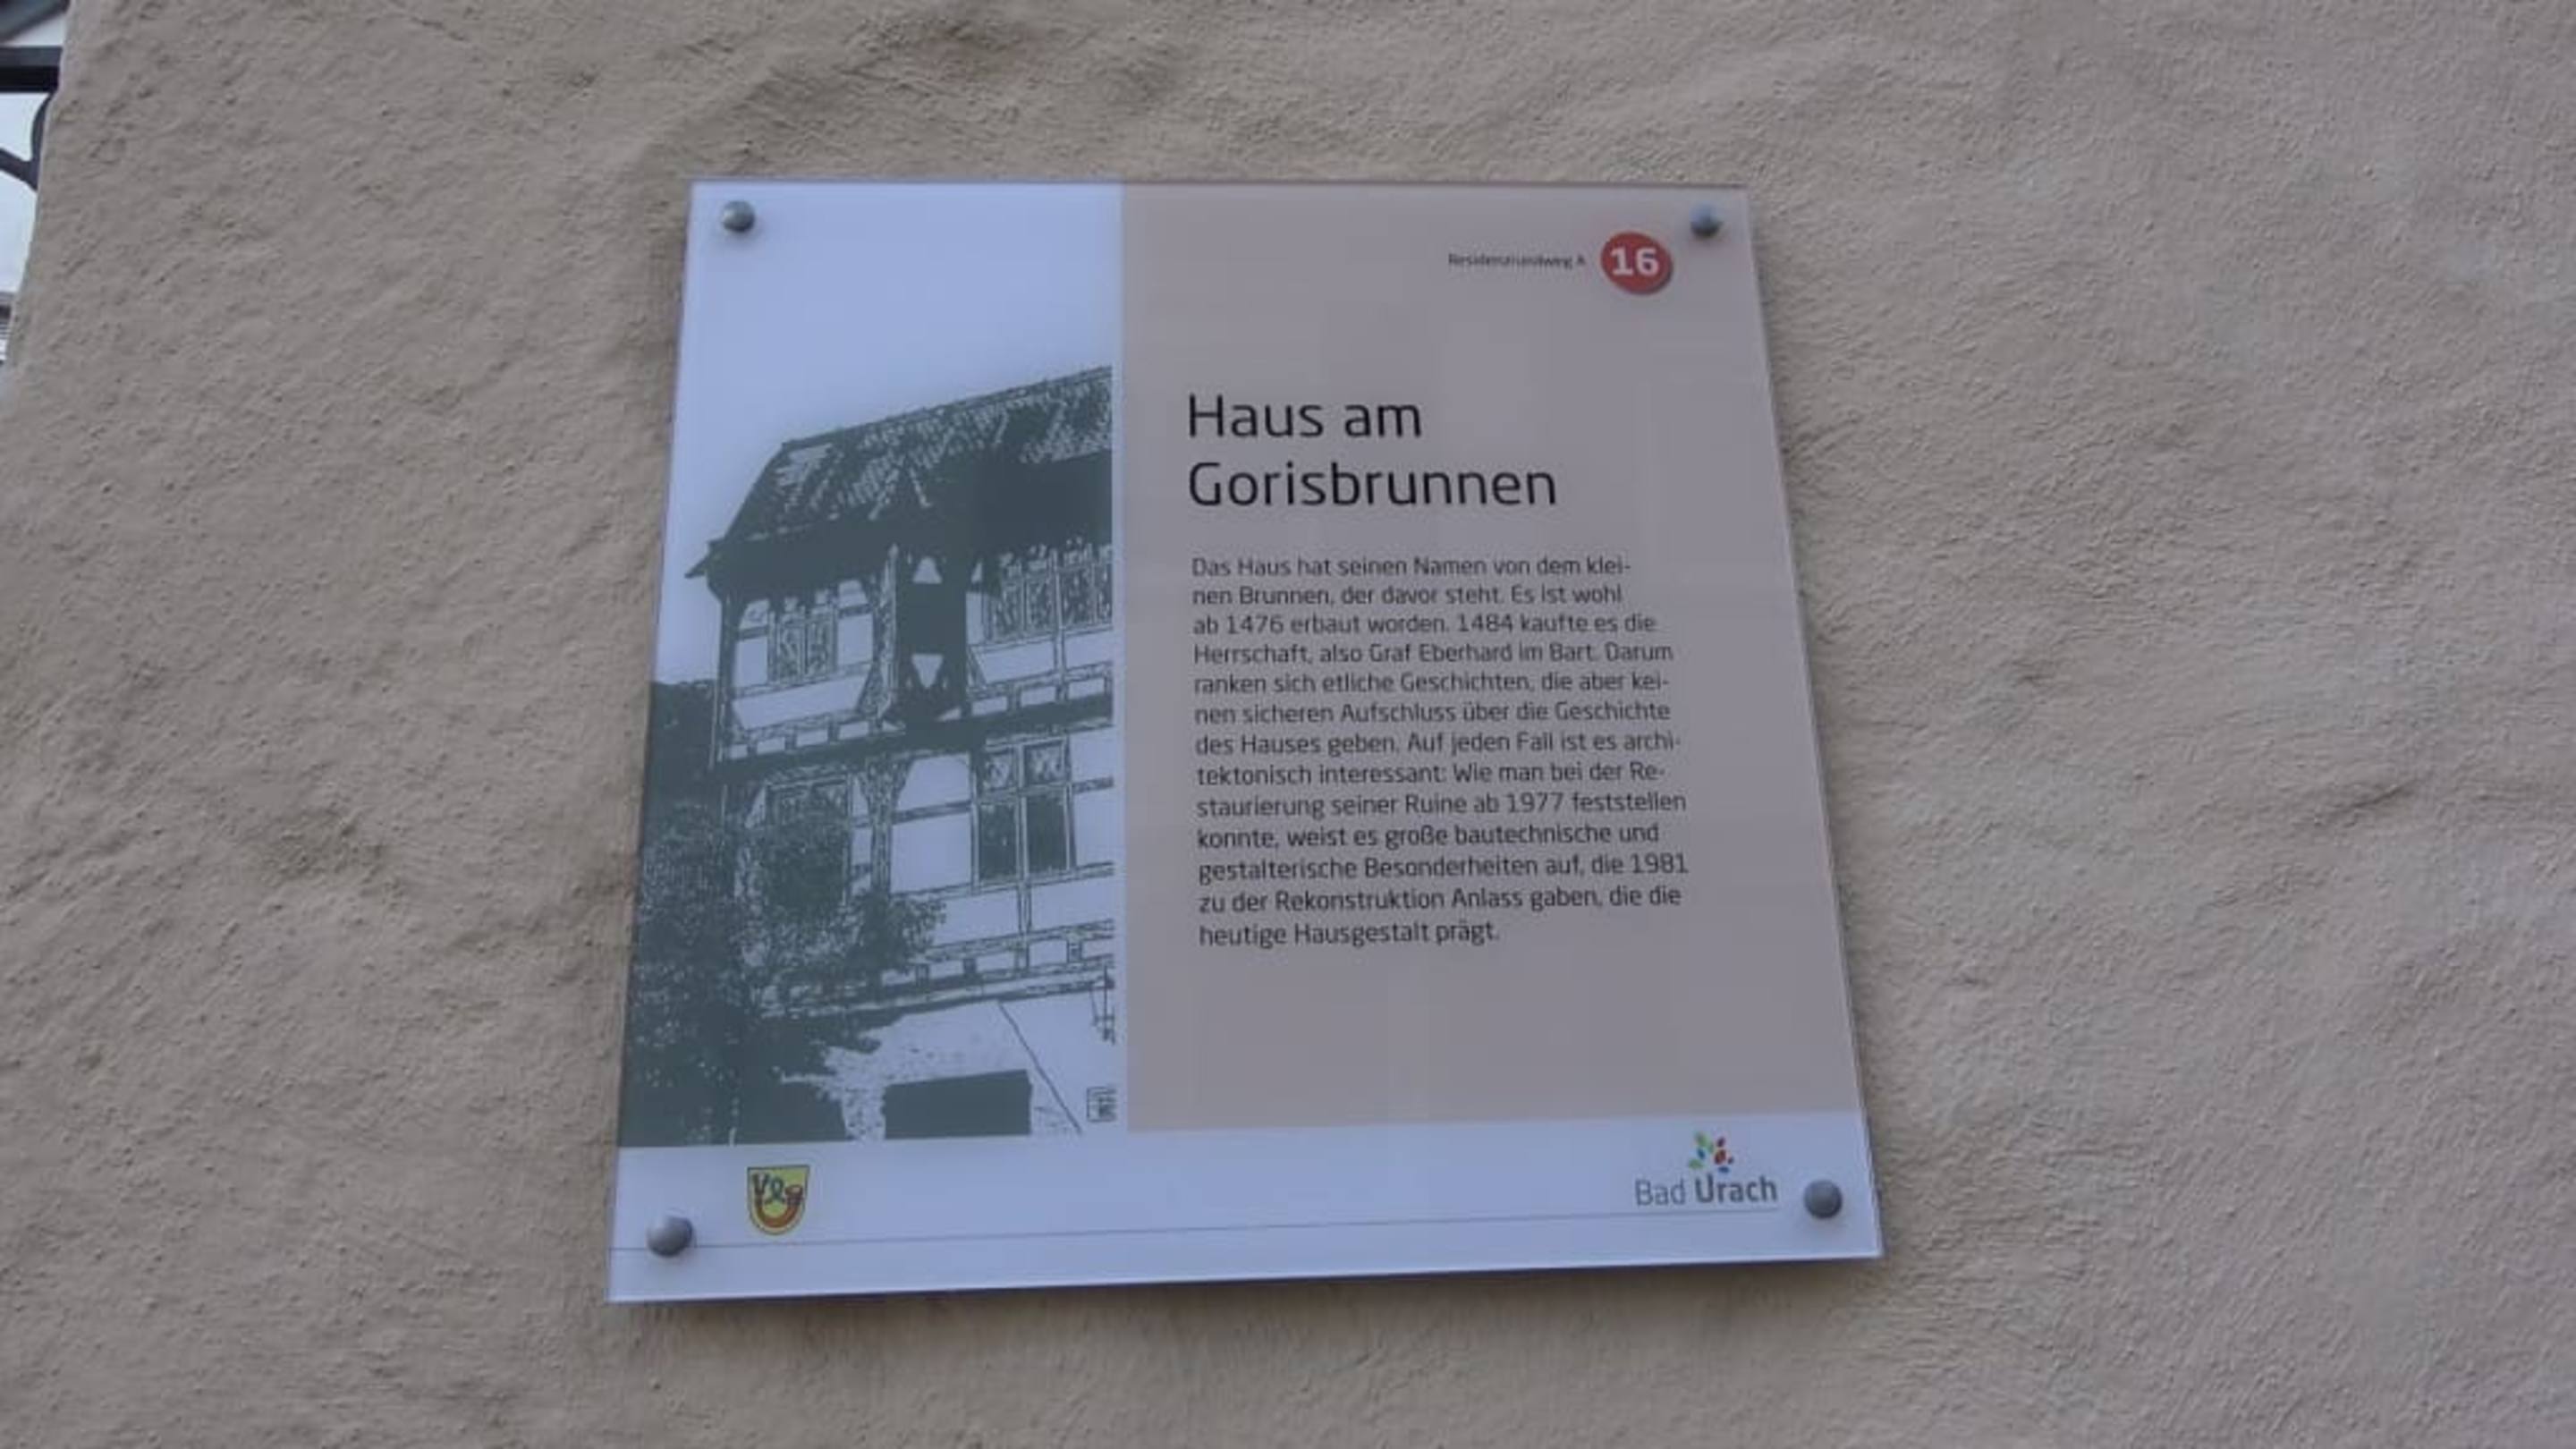 Residenzrundweg A 16
Haus am
Gorisbrunnen
Das Haus hat seinen Namen von dem klei-
nen Brunnen, der davor steht. Es ist wohl
ab 1476 erbaut worden. 1484 kaufte es die
Herrschaft, also Graf Eberhard im Bart. Darum
ranken sich etliche Geschichten, die aber kei-
nen sicheren Aufschluss über die Geschichte
des Hauses geben. Auf jeden Fall ist es archi-
tektonisch interessant: Wie man bei der Re-
staurierung seiner Ruine ab 1977 feststellen
konnte, weist es große bautechnische und
gestalterische Besonderheiten auf, die 1981
zu der Rekonstruktion Anlass gaben, die die
heutige Hausgestalt prägt.
Bad Urach